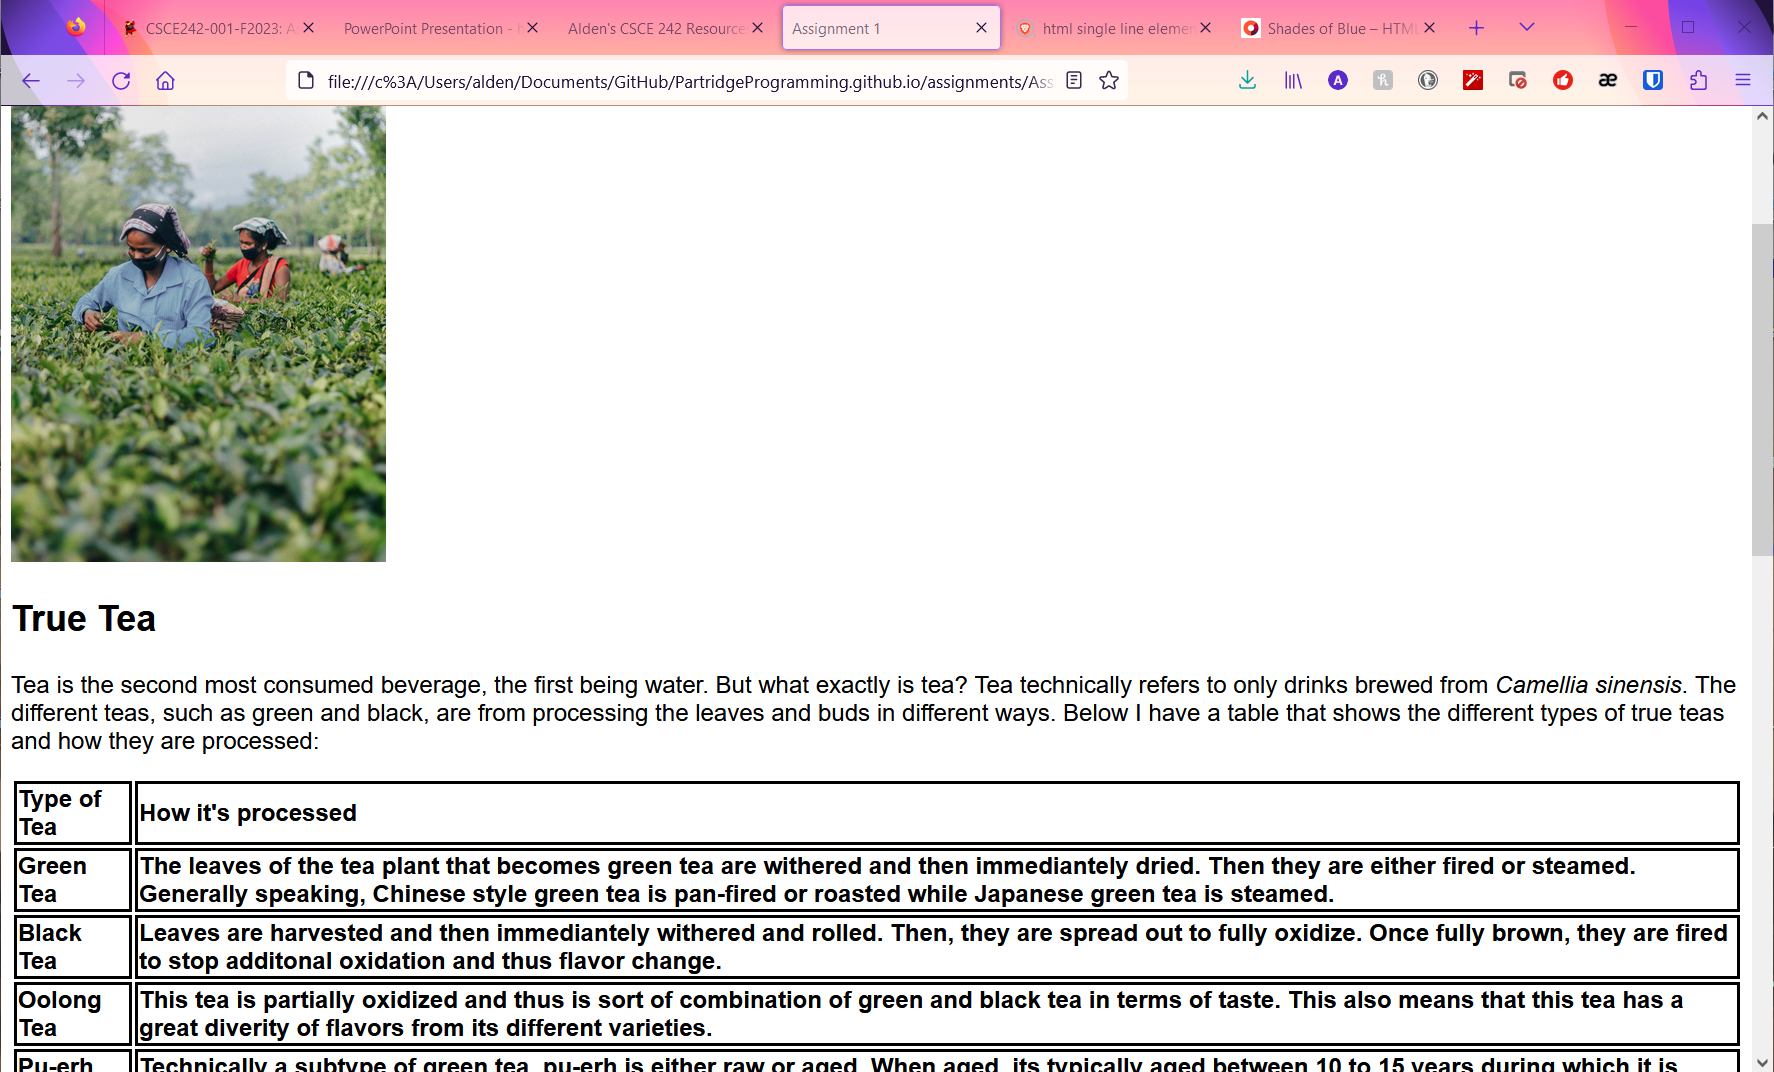 CSCE242-001-F2023: A
PowerPoint Presentation -
Alden's CSCE 242 Resource
Assignment 1
html single line elemen
Shades of Blue – HTML
file:///c%3A/Users/alden/Documents/GitHub/PartridgeProgramming.github.io/assignments/Ass
A
æ
True Tea
Tea is the second most consumed beverage, the first being water. But what exactly is tea? Tea technically refers to only drinks brewed from Camellia sinensis. The
different teas, such as green and black, are from processing the leaves and buds in different ways. Below I have a table that shows the different types of true teas
and how they are processed:
Type of
Tea
How it's processed
Green
Tea
The leaves of the tea plant that becomes green tea are withered and then immediantely dried. Then they are either fired or steamed.
Generally speaking, Chinese style green tea is pan-fired or roasted while Japanese green tea is steamed.
Black
Tea
Leaves are harvested and then immediantely withered and rolled. Then, they are spread out to fully oxidize. Once fully brown, they are fired
to stop additonal oxidation and thus flavor change.
Oolong
Tea
This tea is partially oxidized and thus is sort of combination of green and black tea in terms of taste. This also means that this tea has a
great diverity of flavors from its different varieties.
Pu-erh
Technically a subtype of green tea, pu-erh is either raw or aged. When aged, its typically aged between 10 to 15 years during which it is